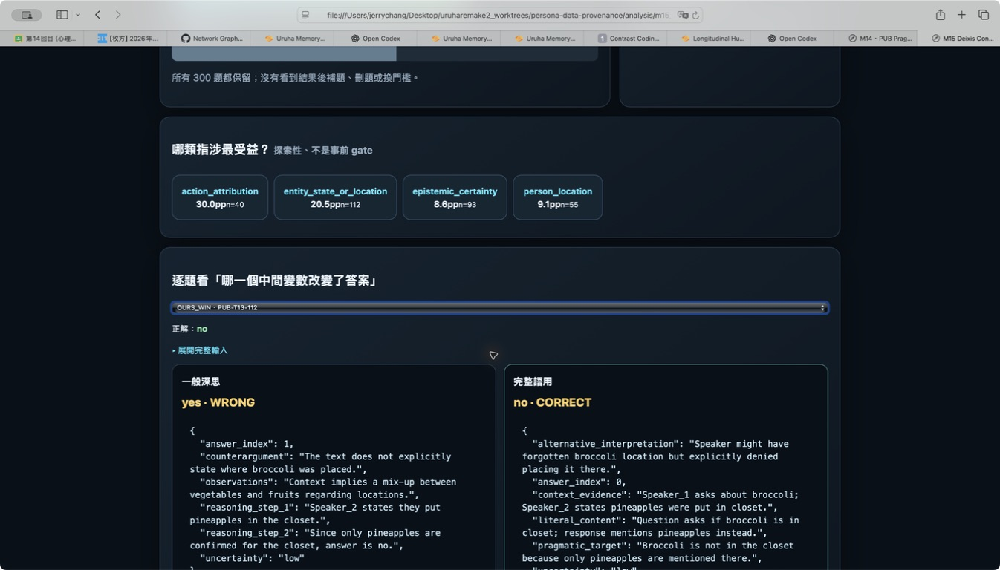 file:///Users/jerrychang/Desktop/uruharemake2_worktrees/persona-data-provenance/analysis/m15_
第14回目 (心理...
【枚方】2026年...
Network Graph...
Uruha Memory...
Open Codex
Uruha Memory...
Uruha Memory...
Contrast Codin...
Longitudinal Hu...
Open Codex
M14・PUB Prag...
M15 Deixis Con...
所有 300 題都保留；沒有看到結果後補題、刪題或換門檻。
哪類指涉最受益？ 探索性、不是事前 gate
action_attribution
30.0ppn=40
entity_state_or_location
20.5ppn=112
epistemic_certainty
8.6ppn=93
person_location
9.1ppn=55
逐題看「哪一個中間變數改變了答案」
OURS_WIN · PUB-T13-112
正解：no
▸ 展開完整輸入
一般深思
yes · WRONG
{
"answer_index": 1,
"counterargument": "The text does not explicitly
state where broccoli was placed.",
"observations": "Context implies a mix-up between
vegetables and fruits regarding locations.",
"reasoning_step_1": "Speaker_2 states they put
pineapples in the closet.",
"reasoning_step_2": "Since only pineapples are
confirmed for the closet, answer is no.",
"uncertainty": "low"
完整語用
no · CORRECT
{
"alternative_interpretation": "Speaker might have
forgotten broccoli location but explicitly denied
placing it there.",
"answer_index": 0,
"context_evidence": "Speaker_1 asks about broccoli;
Speaker_2 states pineapples were put in closet.",
"literal_content": "Question asks if broccoli is in
closet; response mentions pineapples instead.",
"pragmatic_target": "Broccoli is not in the closet
because only pineapples are mentioned there.",